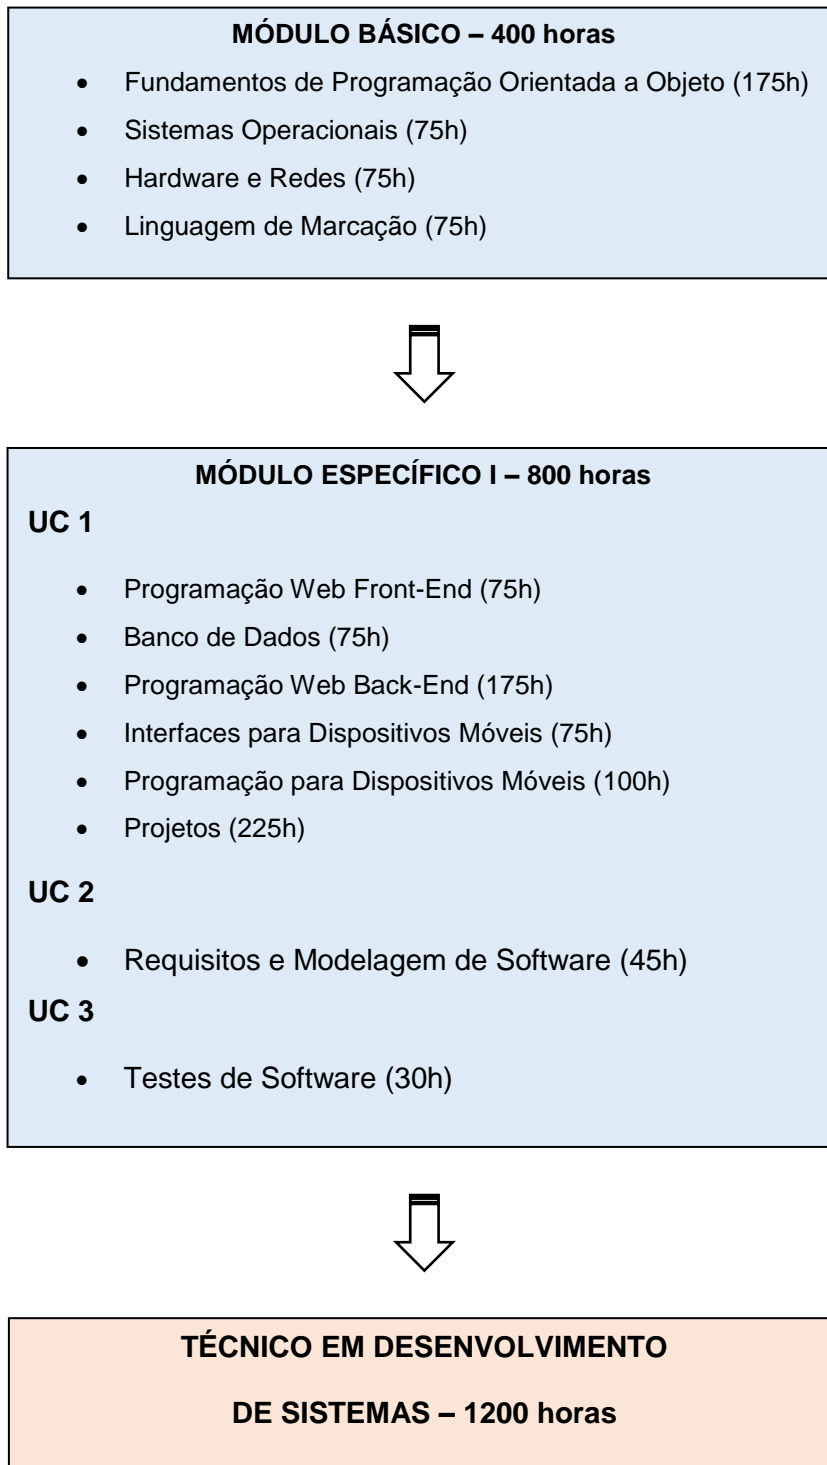 MÓDULO BÁSICO – 400 horas
• Fundamentos de Programação Orientada a Objeto (175h)
• Sistemas Operacionais (75h)
• Hardware e Redes (75h)
• Linguagem de Marcação (75h)
MÓDULO ESPECÍFICO I – 800 horas
UC 1
• Programação Web Front-End (75h)
• Banco de Dados (75h)
• Programação Web Back-End (175h)
• Interfaces para Dispositivos Móveis (75h)
• Programação para Dispositivos Móveis (100h)
• Projetos (225h)
UC 2
• Requisitos e Modelagem de Software (45h)
UC 3
• Testes de Software (30h)
TÉCNICO EM DESENVOLVIMENTO
DE SISTEMAS – 1200 horas